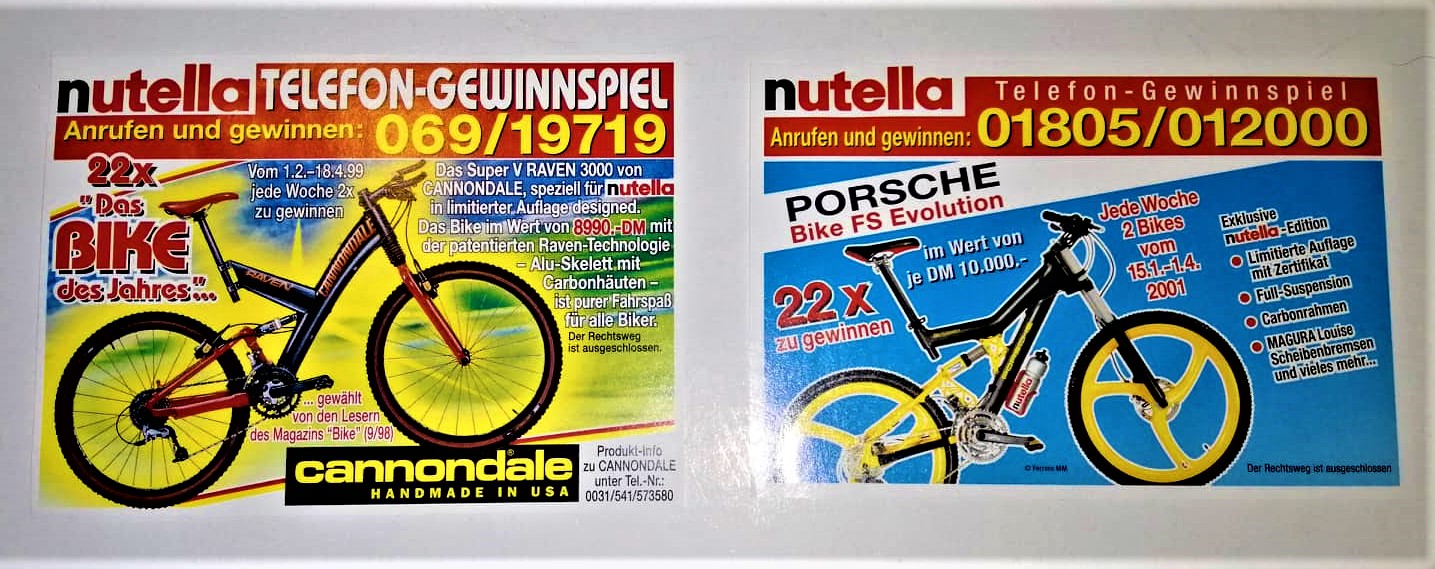 nutella TELEFON-GEWINNSPIEL
Anrufen und gewinnen: 069/19719
22x
"Das
BIKE
des Jahres"...
Vom 1.2.-18.4.99
jede Woche 2x
zu gewinnen
Das Super V RAVEN 3000 von
CANNONDALE, speziell für nutella
in limitierter Auflage designed.
Das Bike im Wert von 8990.-DM mit
der patentierten Raven-Technologie
– Alu-Skelett mit
Carbonhäuten –
ist purer Fahrspaß
für alle Biker.
Der Rechtsweg
ist ausgeschlossen.
RAVEN
CANNONDALE
... gewählt
von den Lesern
des Magazins "Bike" (9/98)
cannondale®
HANDMADE IN USA
Produkt-Info
zu CANNONDALE
unter Tel.-Nr.:
0031/541/573580
nutella Telefon-Gewinnspiel
Anrufen und gewinnen: 01805/012000
PORSCHE
Bike FS Evolution
im Wert von
je DM 10.000.-
22 x
zu gewinnen
Jede Woche
2 Bikes
vom
15.1.-1.4.
2001
Exklusive
nutella-Edition
● Limitierte Auflage
mit Zertifikat
● Full-Suspension
● Carbonrahmen
● MAGURA Louise
Scheibenbremsen
und vieles mehr...
nutella
© Ferrero MM
Der Rechtsweg ist ausgeschlossen